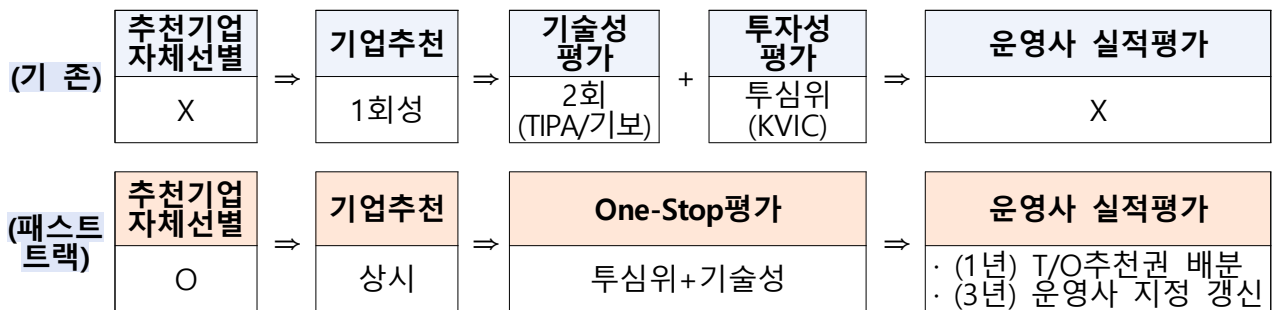 (기 존)
추천기업
자체선별
X
⇒
기업추천
1회성
⇒
기술성
평가
2회
(TIPA/기보)
+
투자성
평가
투심위
(KVIC)
⇒
운영사 실적평가
X
(패스트
트랙)
추천기업
자체선별
O
⇒
기업추천
상시
⇒
One-Stop평가
투심위+기술성
⇒
운영사 실적평가
· (1년) T/O추천권 배분
· (3년) 운영사 지정 갱신